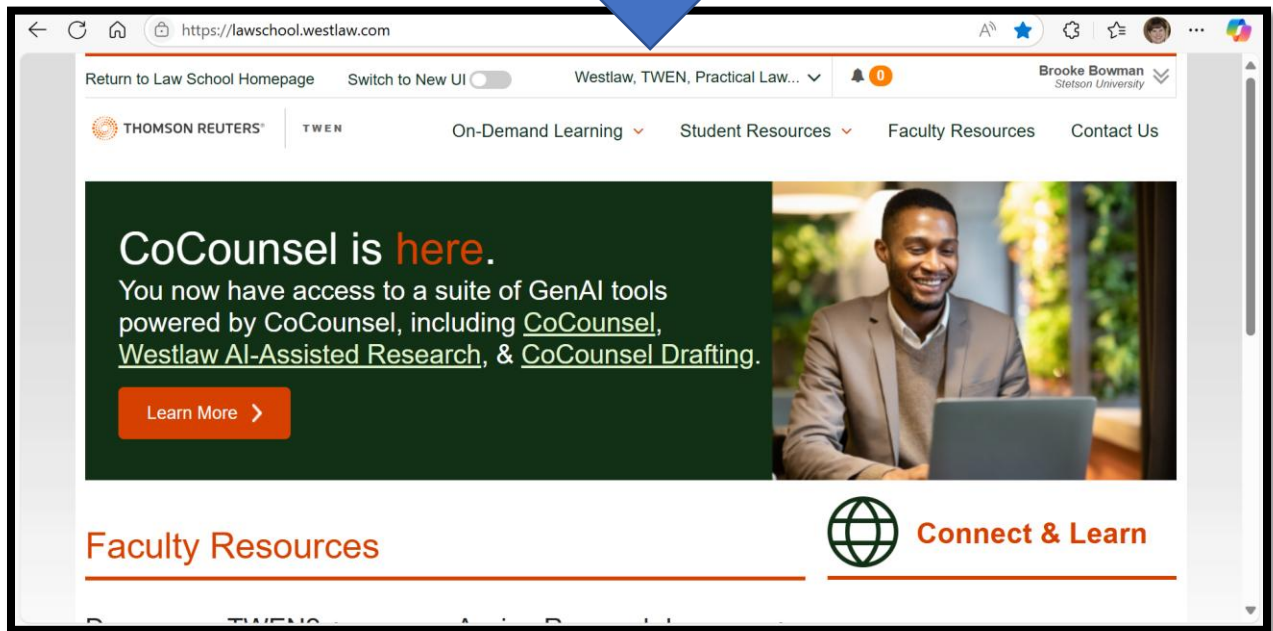 https://lawschool.westlaw.com
Return to Law School Homepage Switch to New UI Westlaw, TWEN, Practical Law... 0 Brooke Bowman
Stetson University
THOMSON REUTERS® TWEN On-Demand Learning Student Resources Faculty Resources Contact Us
CoCounsel is here.
You now have access to a suite of GenAI tools
powered by CoCounsel, including CoCounsel,
Westlaw AI-Assisted Research, & CoCounsel Drafting.
Learn More
Faculty Resources
Connect & Learn